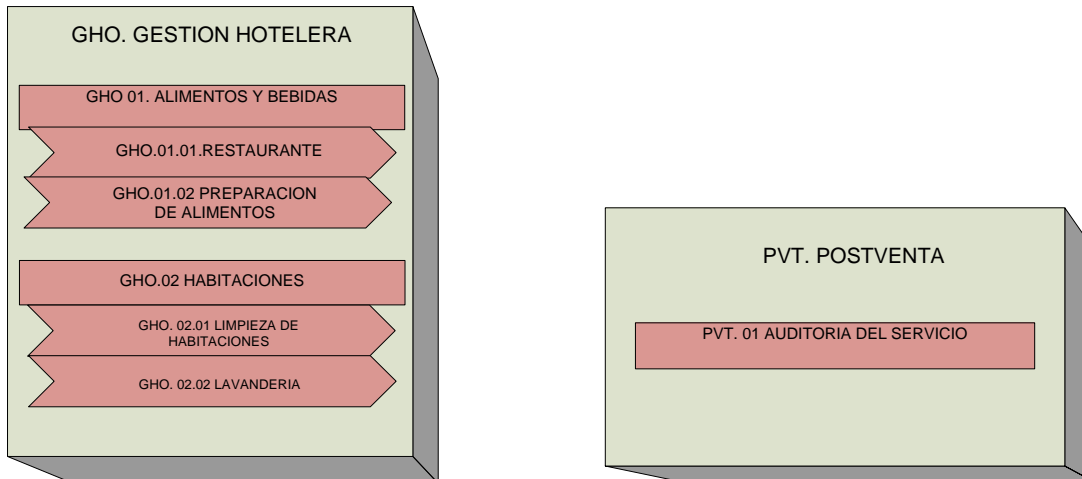 GHO. GESTION HOTELERA
GHO 01. ALIMENTOS Y BEBIDAS
GHO.01.01.RESTAURANTE
GHO.01.02 PREPARACION
DE ALIMENTOS
GHO.02 HABITACIONES
GHO. 02.01 LIMPIEZA DE
HABITACIONES
GHO. 02.02 LAVANDERIA
PVT. POSTVENTA
PVT. 01 AUDITORIA DEL SERVICIO